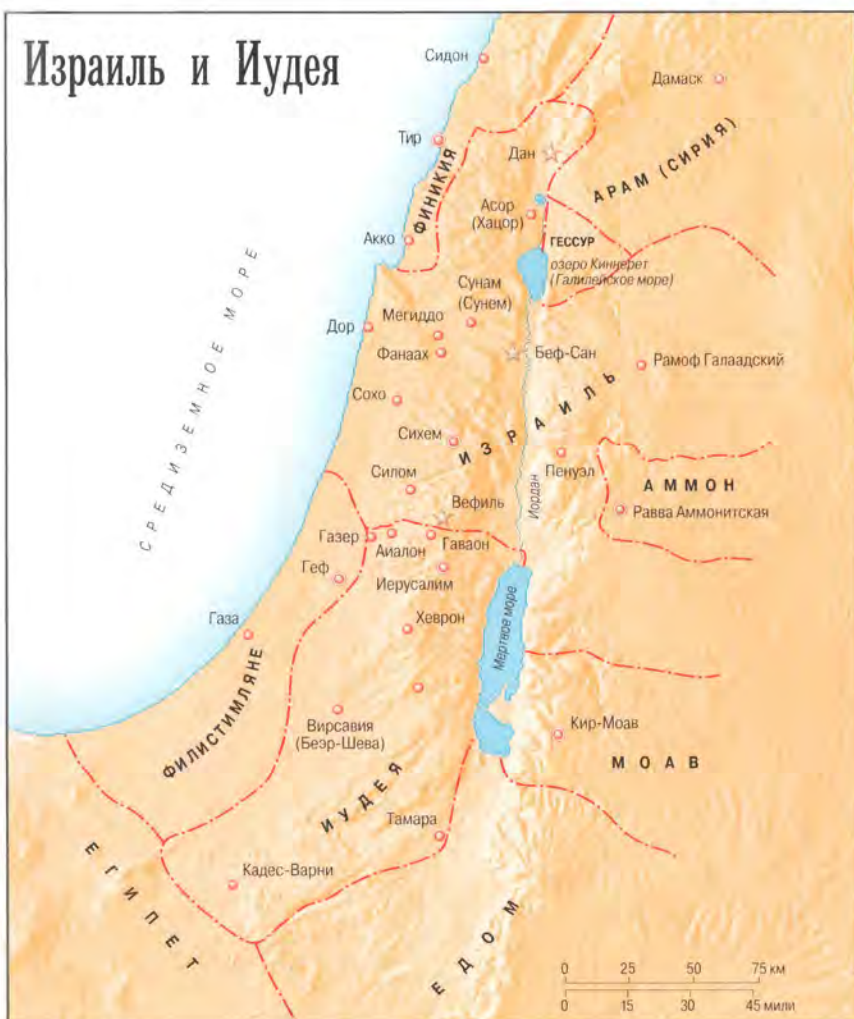 Израиль и Иудея
Сидон
Дамаск
Тир
Дан
ФИНИКИЯ
АРАМ (СИРИЯ)
Асор
(Хацор)
Акко
ГЕССУР
озеро Киннерет
(Галилейское море)
СРЕДИЗЕМНОЕ МОРЕ
Сунам
(Сунем)
Мегиддо
Дор
Фанаах
Беф-Сан
Рамоф Галаадский
Сохо
ИЗРАИЛЬ
Сихем
Пенуэл
Силом
АММОН
Иордан
Вефиль
Равва Аммонитская
Газер
Аиалон
Гаваон
Геф
Иерусалим
Газа
Хеврон
Мертвое море
ФИЛИСТИМЛЯНЕ
Вирсавия
(Беэр-Шева)
Кир-Моав
МОАВ
ИУДЕЯ
Тамара
ЕГИПЕТ
Кадес-Варни
ЕДОМ
0 25 50 75 км
0 15 30 45 мили